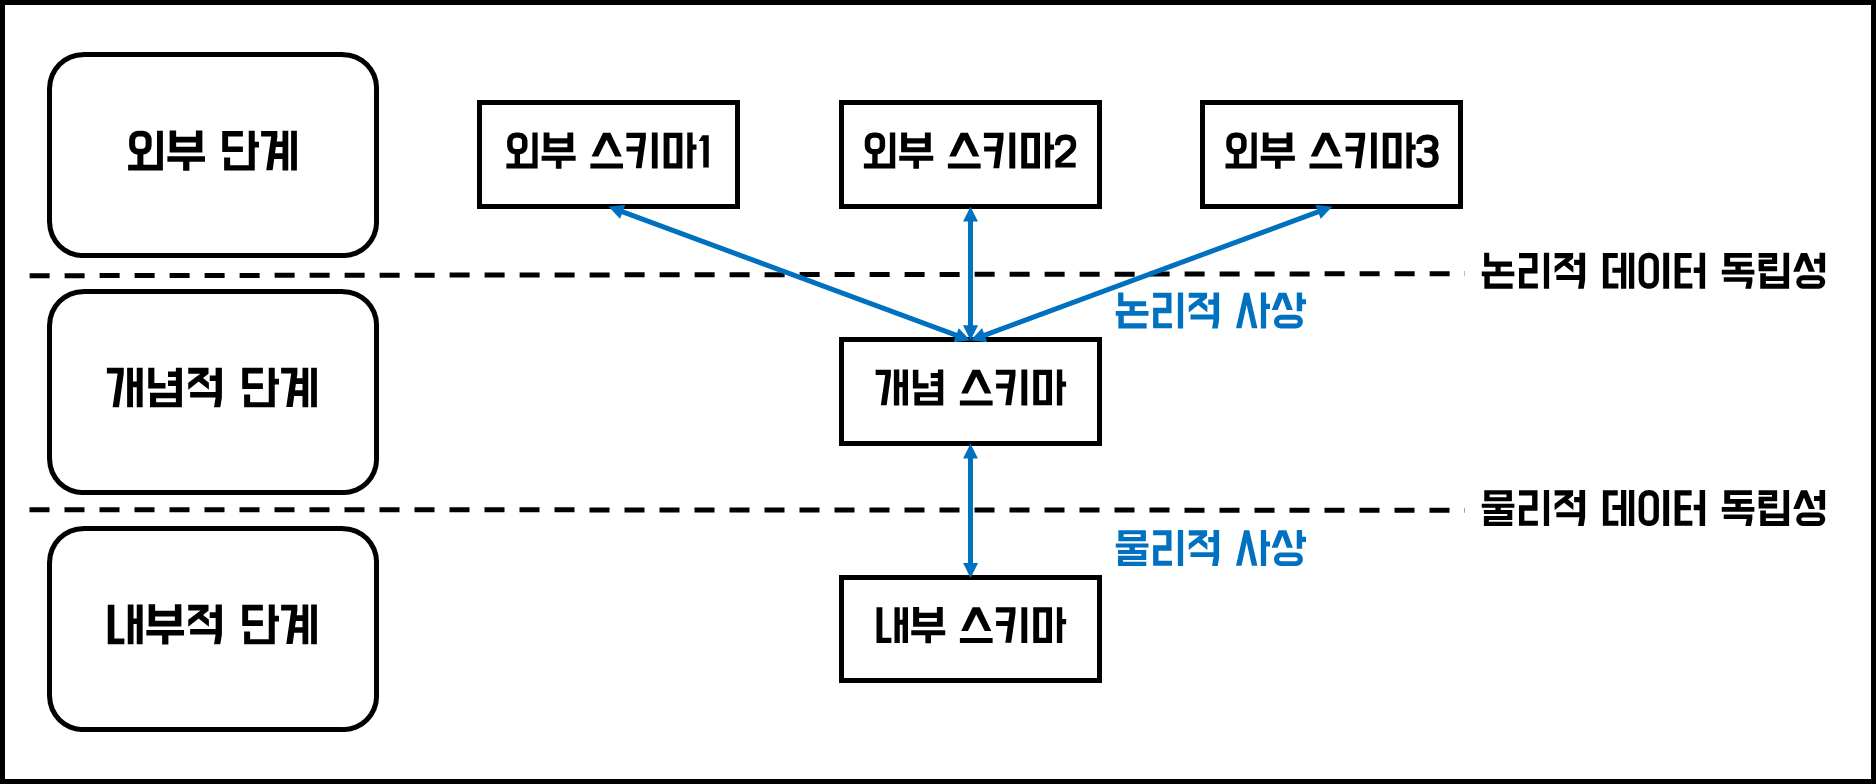 외부 단계
외부 스키마1
외부 스키마2
외부 스키마3
논리적 데이터 독립성
논리적 사상
개념적 단계
개념 스키마
물리적 데이터 독립성
물리적 사상
내부적 단계
내부 스키마